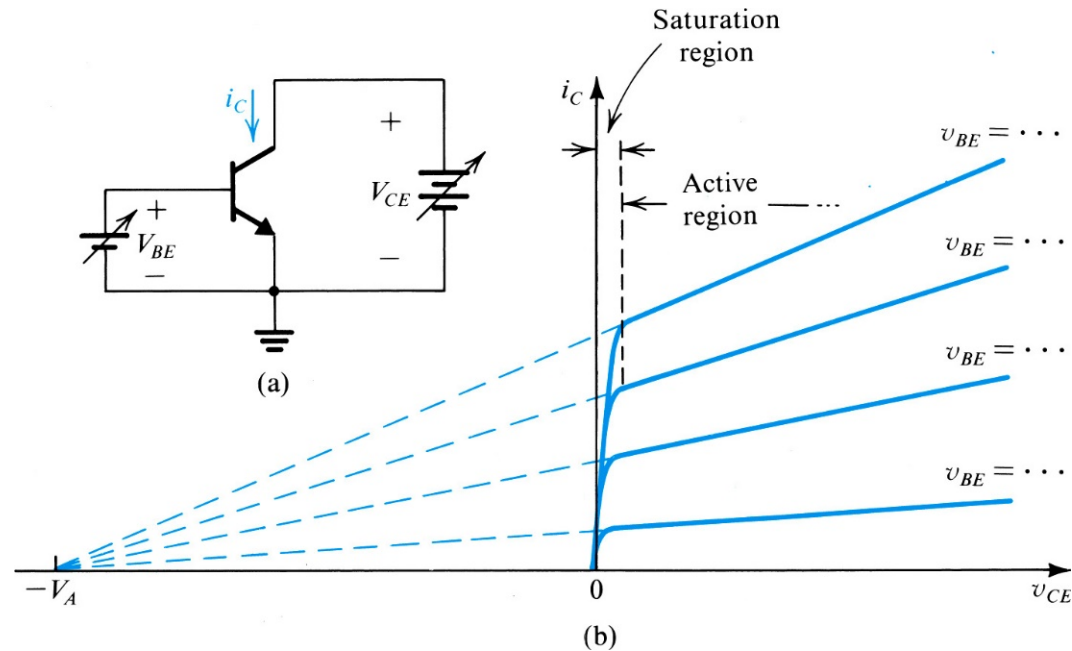 Saturation
region
i_C
i_C
+
V_CE
−
+
V_BE
−
(a)
Active
region
v_BE = · · ·
v_BE = · · ·
v_BE = · · ·
v_BE = · · ·
−V_A
0
v_CE
(b)